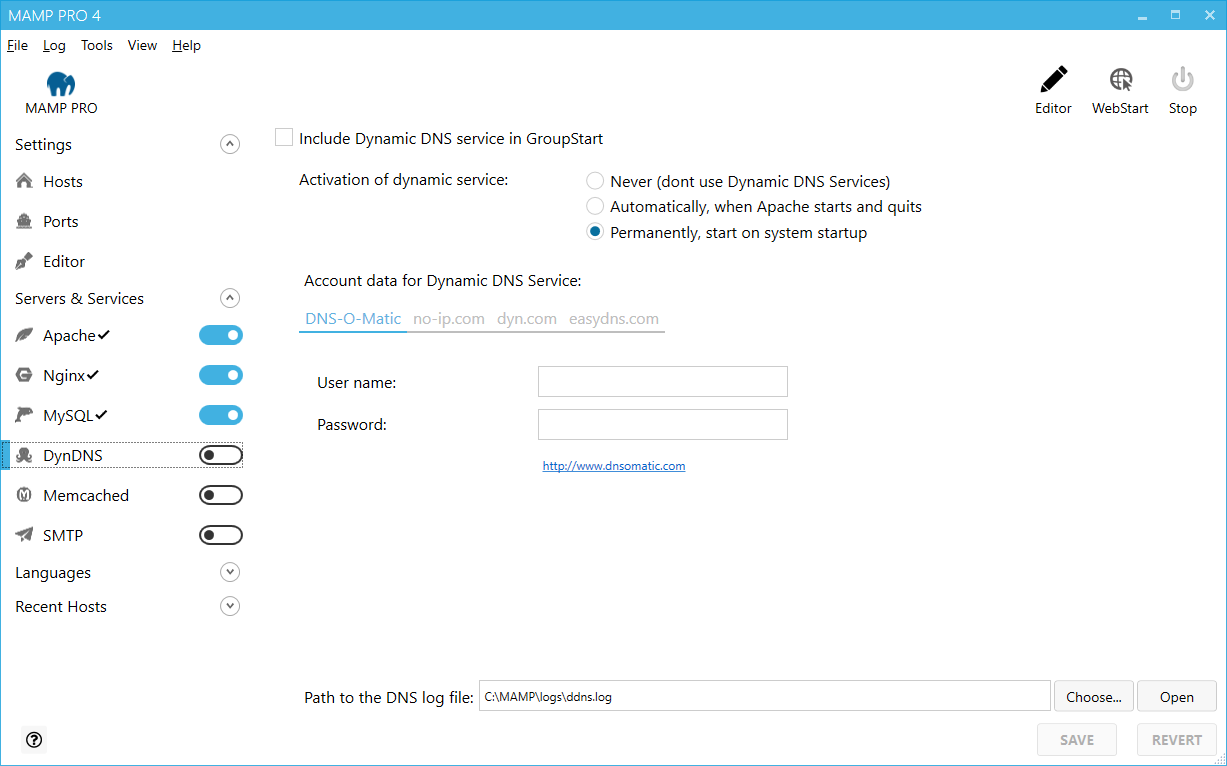 MAMP PRO 4
File Log Tools View Help
MAMP PRO
Editor WebStart Stop
Settings
Hosts
Ports
Editor
Servers & Services
Apache
Nginx
MySQL
DynDNS
Memcached
SMTP
Languages
Recent Hosts
Include Dynamic DNS service in GroupStart
Activation of dynamic service:
Never (dont use Dynamic DNS Services)
Automatically, when Apache starts and quits
Permanently, start on system startup
Account data for Dynamic DNS Service:
DNS-O-Matic no-ip.com dyn.com easydns.com
User name:
Password:
http://www.dnsomatic.com
Path to the DNS log file: C:\MAMP\logs\ddns.log Choose... Open
SAVE REVERT